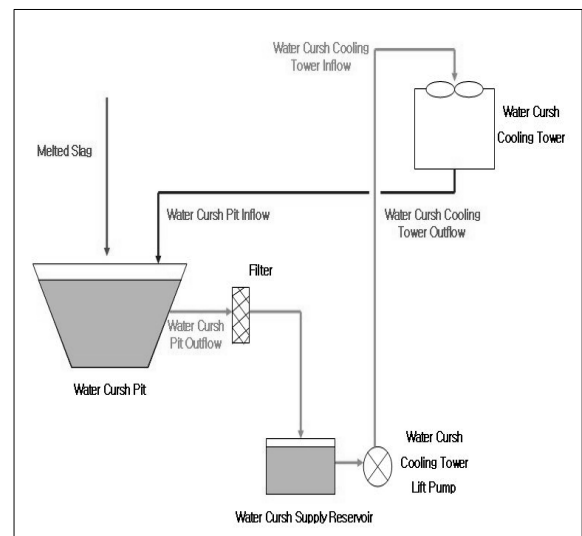 Water Cursh Cooling
Tower Inflow
Water Cursh
Cooling Tower
Melted Slag
Water Cursh Pit Inflow
Water Cursh Cooling
Tower Outflow
Filter
Water Cursh
Pit Outflow
Water Cursh Pit
Water Cursh
Cooling Tower
Lift Pump
Water Cursh Supply Reservoir